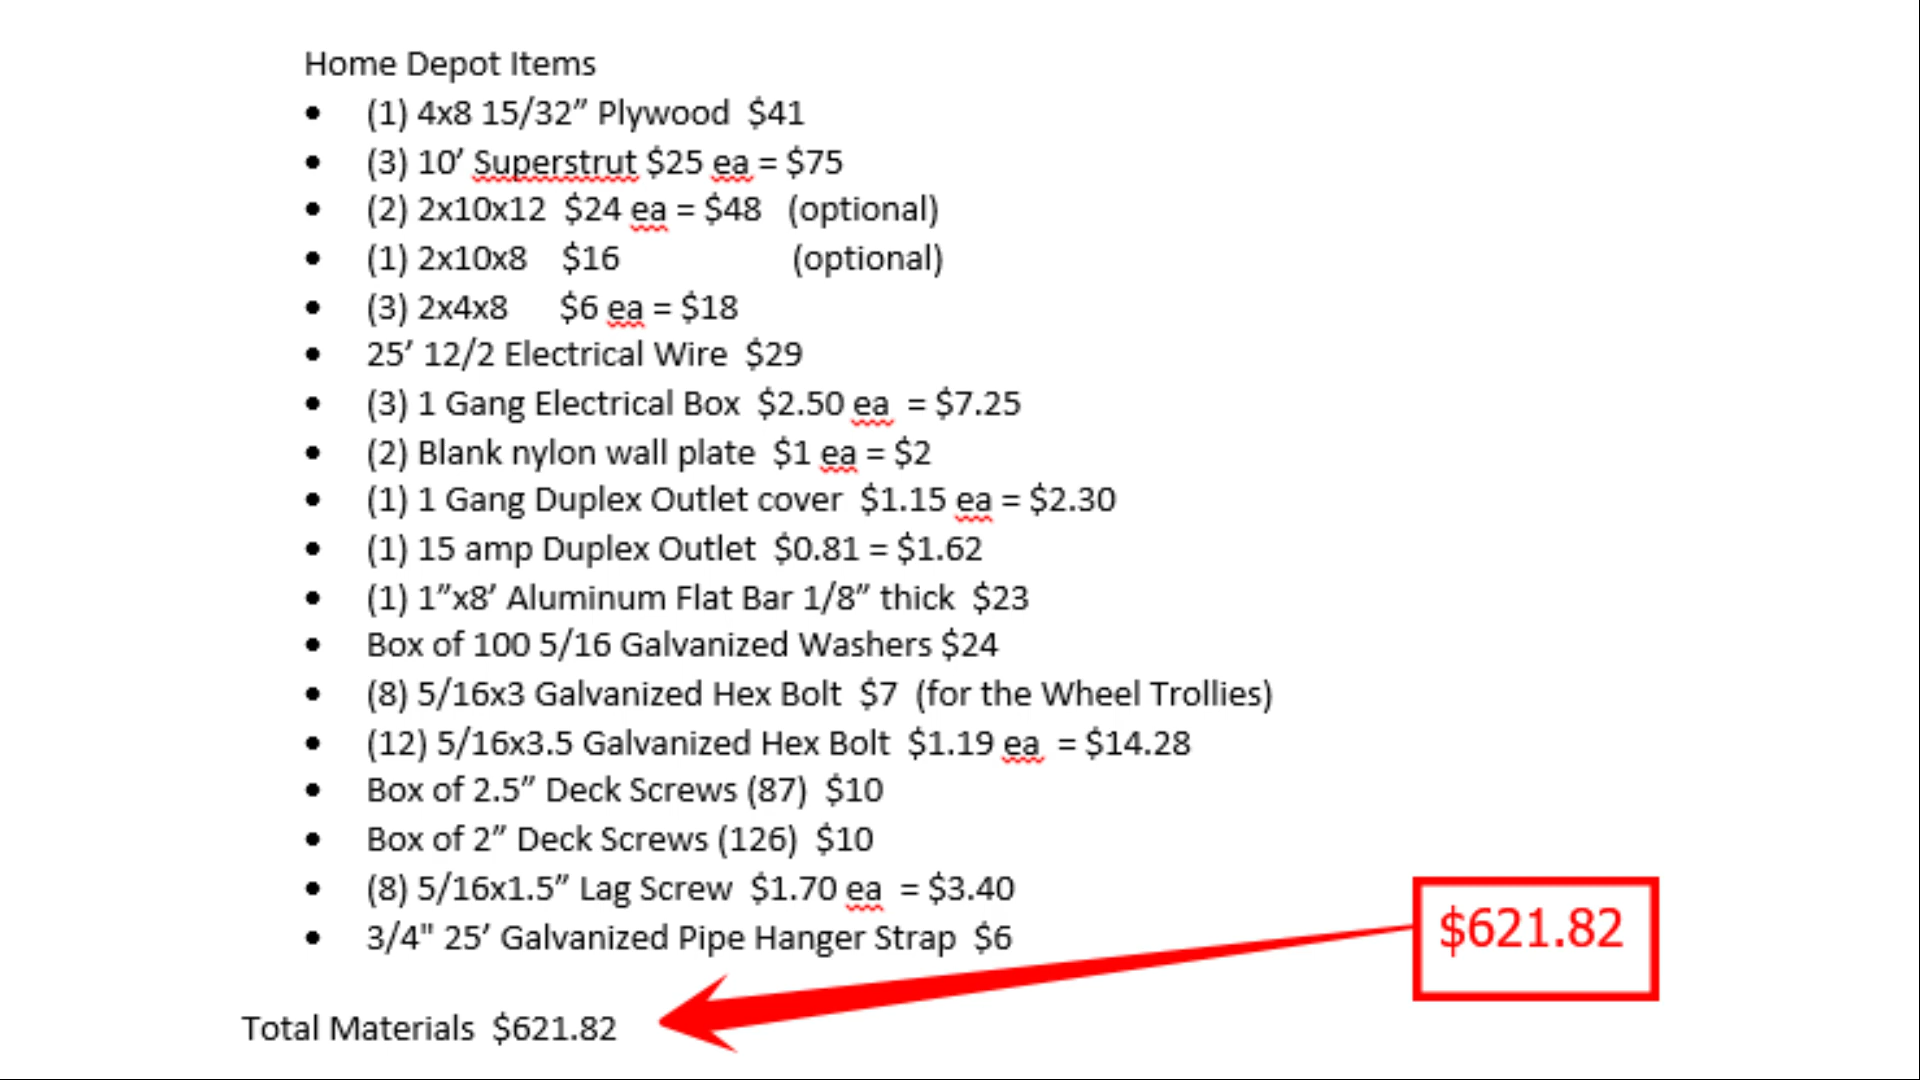 Home Depot Items
• (1) 4x8 15/32” Plywood $41
• (3) 10’ Superstrut $25 ea = $75
• (2) 2x10x12 $24 ea = $48 (optional)
• (1) 2x10x8 $16 (optional)
• (3) 2x4x8 $6 ea = $18
• 25’ 12/2 Electrical Wire $29
• (3) 1 Gang Electrical Box $2.50 ea = $7.25
• (2) Blank nylon wall plate $1 ea = $2
• (1) 1 Gang Duplex Outlet cover $1.15 ea = $2.30
• (1) 15 amp Duplex Outlet $0.81 = $1.62
• (1) 1”x8’ Aluminum Flat Bar 1/8” thick $23
• Box of 100 5/16 Galvanized Washers $24
• (8) 5/16x3 Galvanized Hex Bolt $7 (for the Wheel Trollies)
• (12) 5/16x3.5 Galvanized Hex Bolt $1.19 ea = $14.28
• Box of 2.5” Deck Screws (87) $10
• Box of 2” Deck Screws (126) $10
• (8) 5/16x1.5” Lag Screw $1.70 ea = $3.40
• 3/4" 25’ Galvanized Pipe Hanger Strap $6
$621.82
Total Materials $621.82